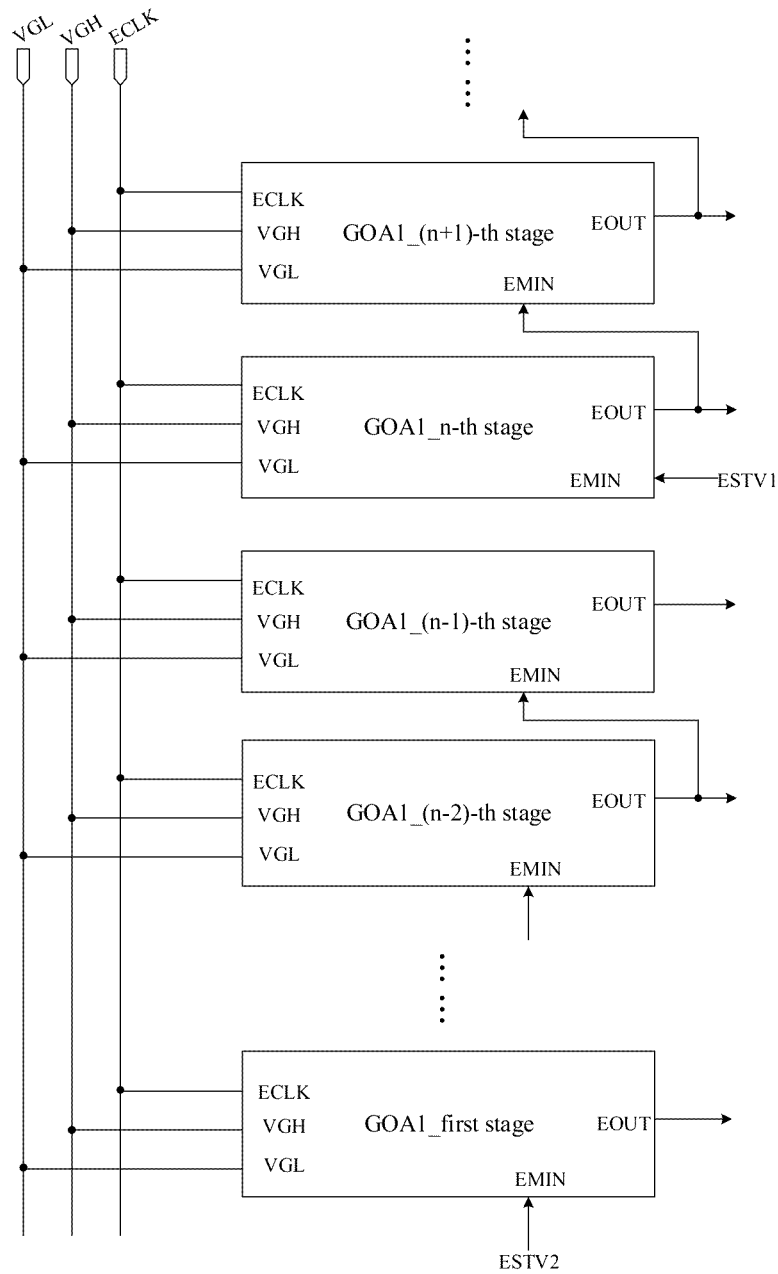 VGL
VGH
ECLK
ECLK
VGH
VGL
GOA1_(n+1)-th stage
EOUT
EMIN
ECLK
VGH
VGL
GOA1_n-th stage
EOUT
EMIN
ESTV1
ECLK
VGH
VGL
GOA1_(n-1)-th stage
EOUT
EMIN
ECLK
VGH
VGL
GOA1_(n-2)-th stage
EOUT
EMIN
ECLK
VGH
VGL
GOA1_first stage
EOUT
EMIN
ESTV2